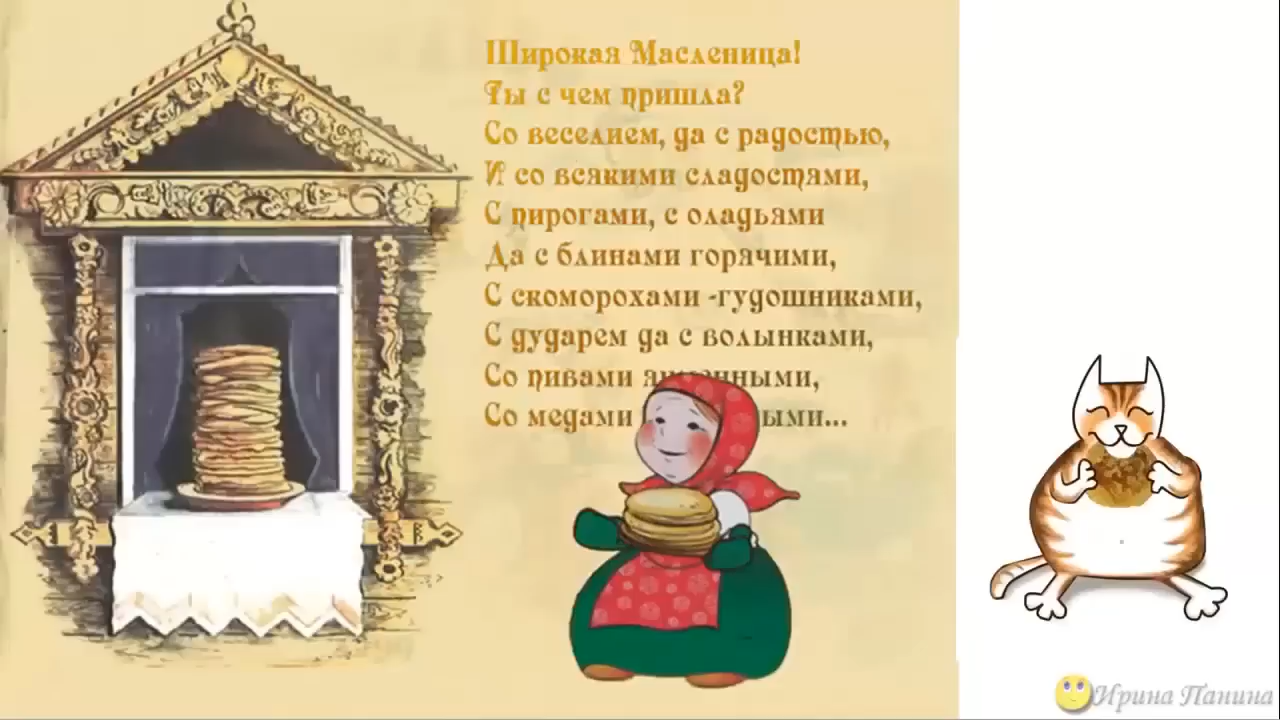 Широкая Масленица!
Ты с чем пришла?
Со веселием, да с радостью,
И со всякими сладостями,
С пирогами, с оладьями
Да с блинами горячими,
С скоморохами -гудошниками,
С дударем да с волынками,
Со пивами
Со медами
Ирина Панина